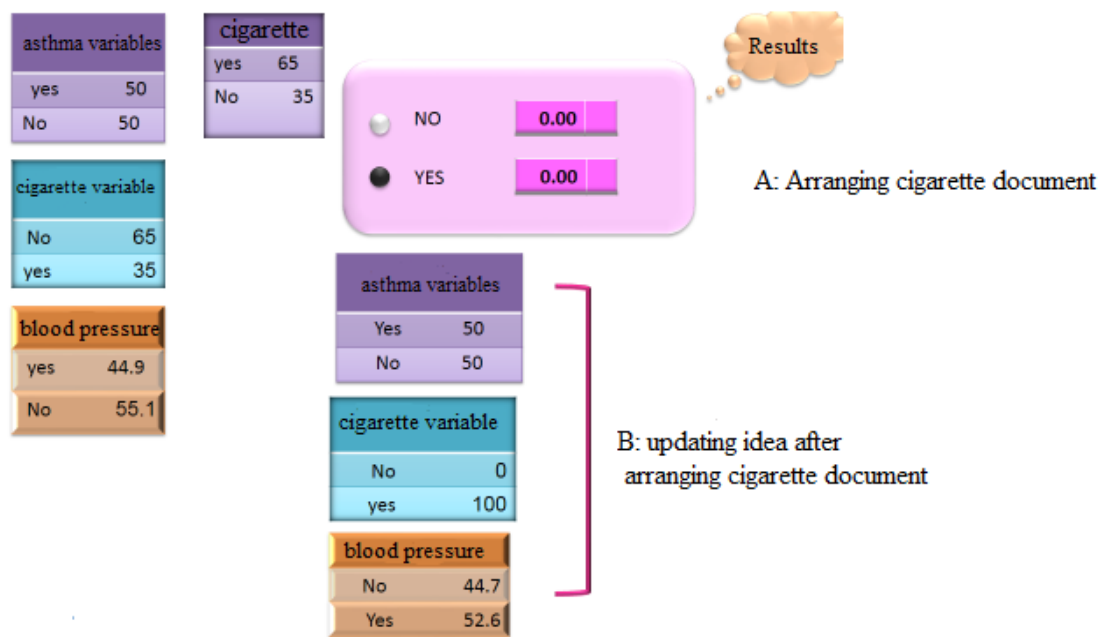 asthma variables
yes 50
No 50
cigarette variable
No 65
yes 35
blood pressure
yes 44.9
No 55.1
cigarette
yes 65
No 35
NO 0.00
YES 0.00
Results
A: Arranging cigarette document
asthma variables
Yes 50
No 50
cigarette variable
No 0
yes 100
blood pressure
No 44.7
Yes 52.6
B: updating idea after
arranging cigarette document